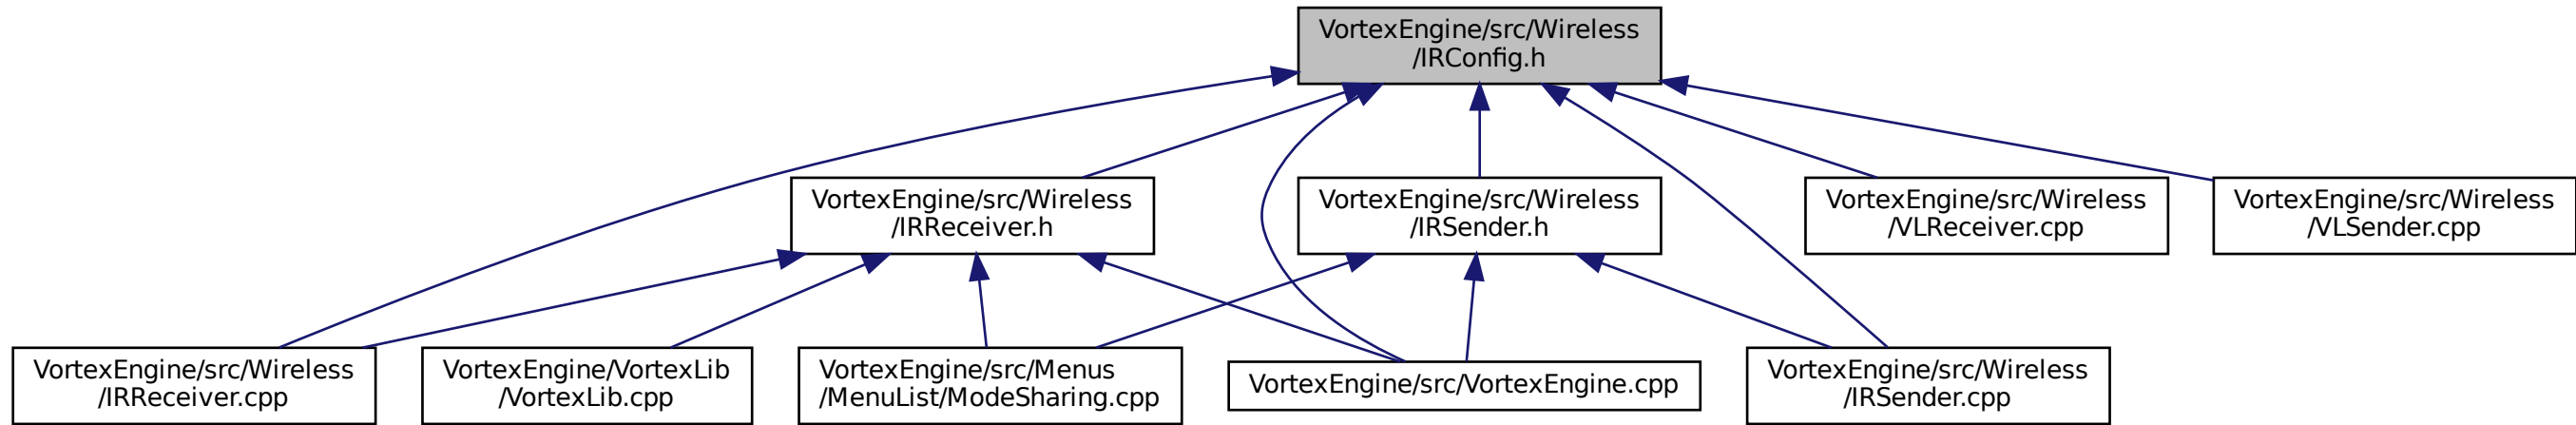 VortexEngine/src/Wireless
/IRConfig.h
VortexEngine/src/Wireless
/IRReceiver.h
VortexEngine/src/Wireless
/IRSender.h
VortexEngine/src/Wireless
/VLReceiver.cpp
VortexEngine/src/Wireless
/VLSender.cpp
VortexEngine/src/Wireless
/IRReceiver.cpp
VortexEngine/VortexLib
/VortexLib.cpp
VortexEngine/src/Menus
/MenuList/ModeSharing.cpp
VortexEngine/src/VortexEngine.cpp
VortexEngine/src/Wireless
/IRSender.cpp